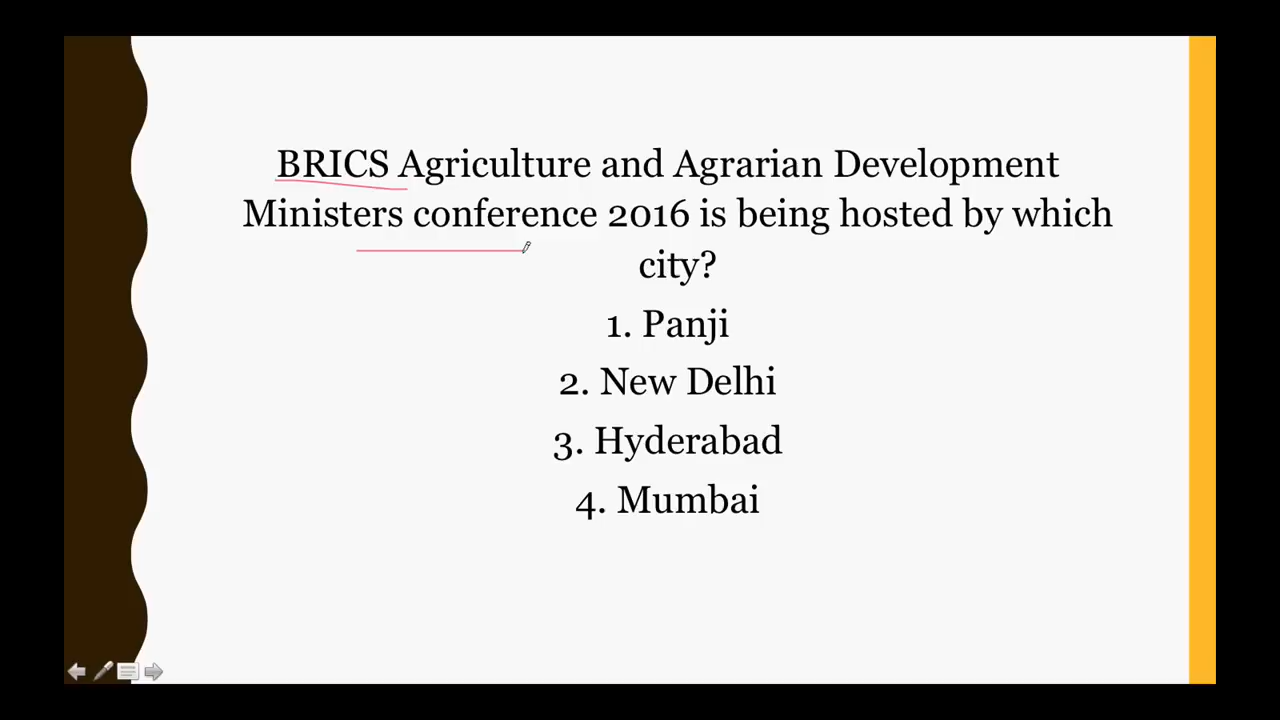 BRICS Agriculture and Agrarian Development
Ministers conference 2016 is being hosted by which
city?
1. Panji
2. New Delhi
3. Hyderabad
4. Mumbai